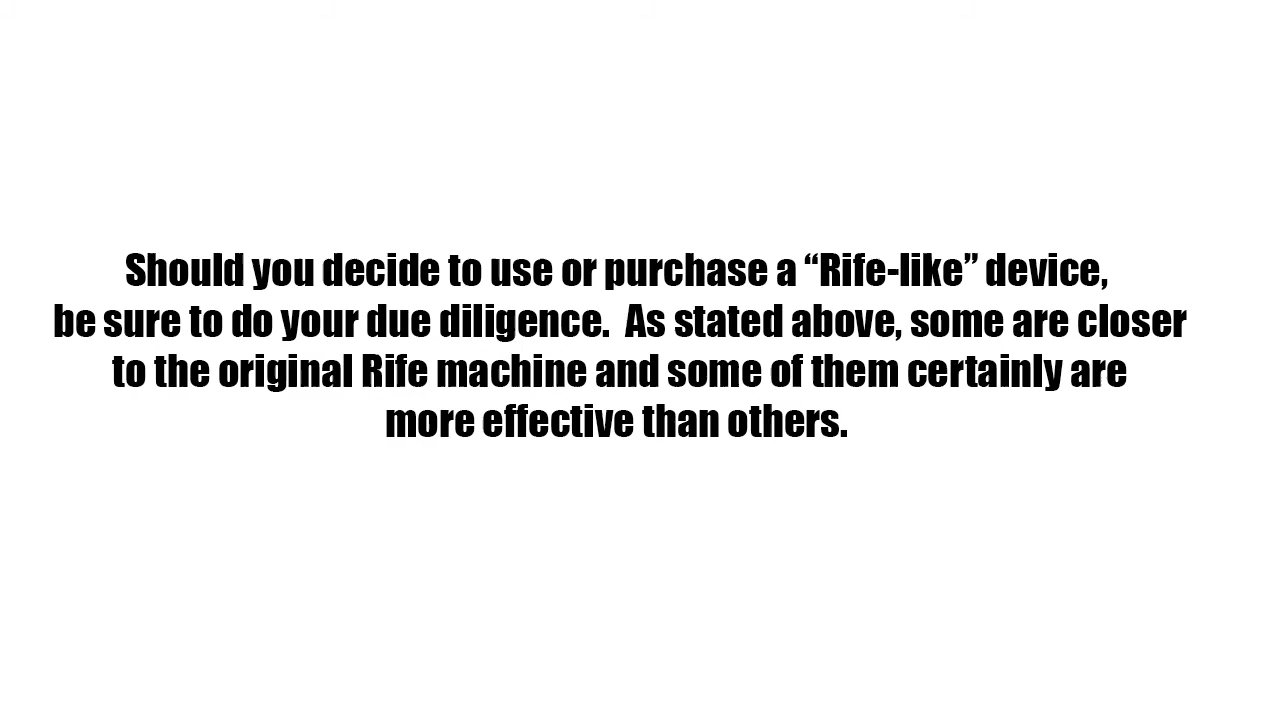 Should you decide to use or purchase a “Rife-like” device,
be sure to do your due diligence.  As stated above, some are closer
to the original Rife machine and some of them certainly are
more effective than others.